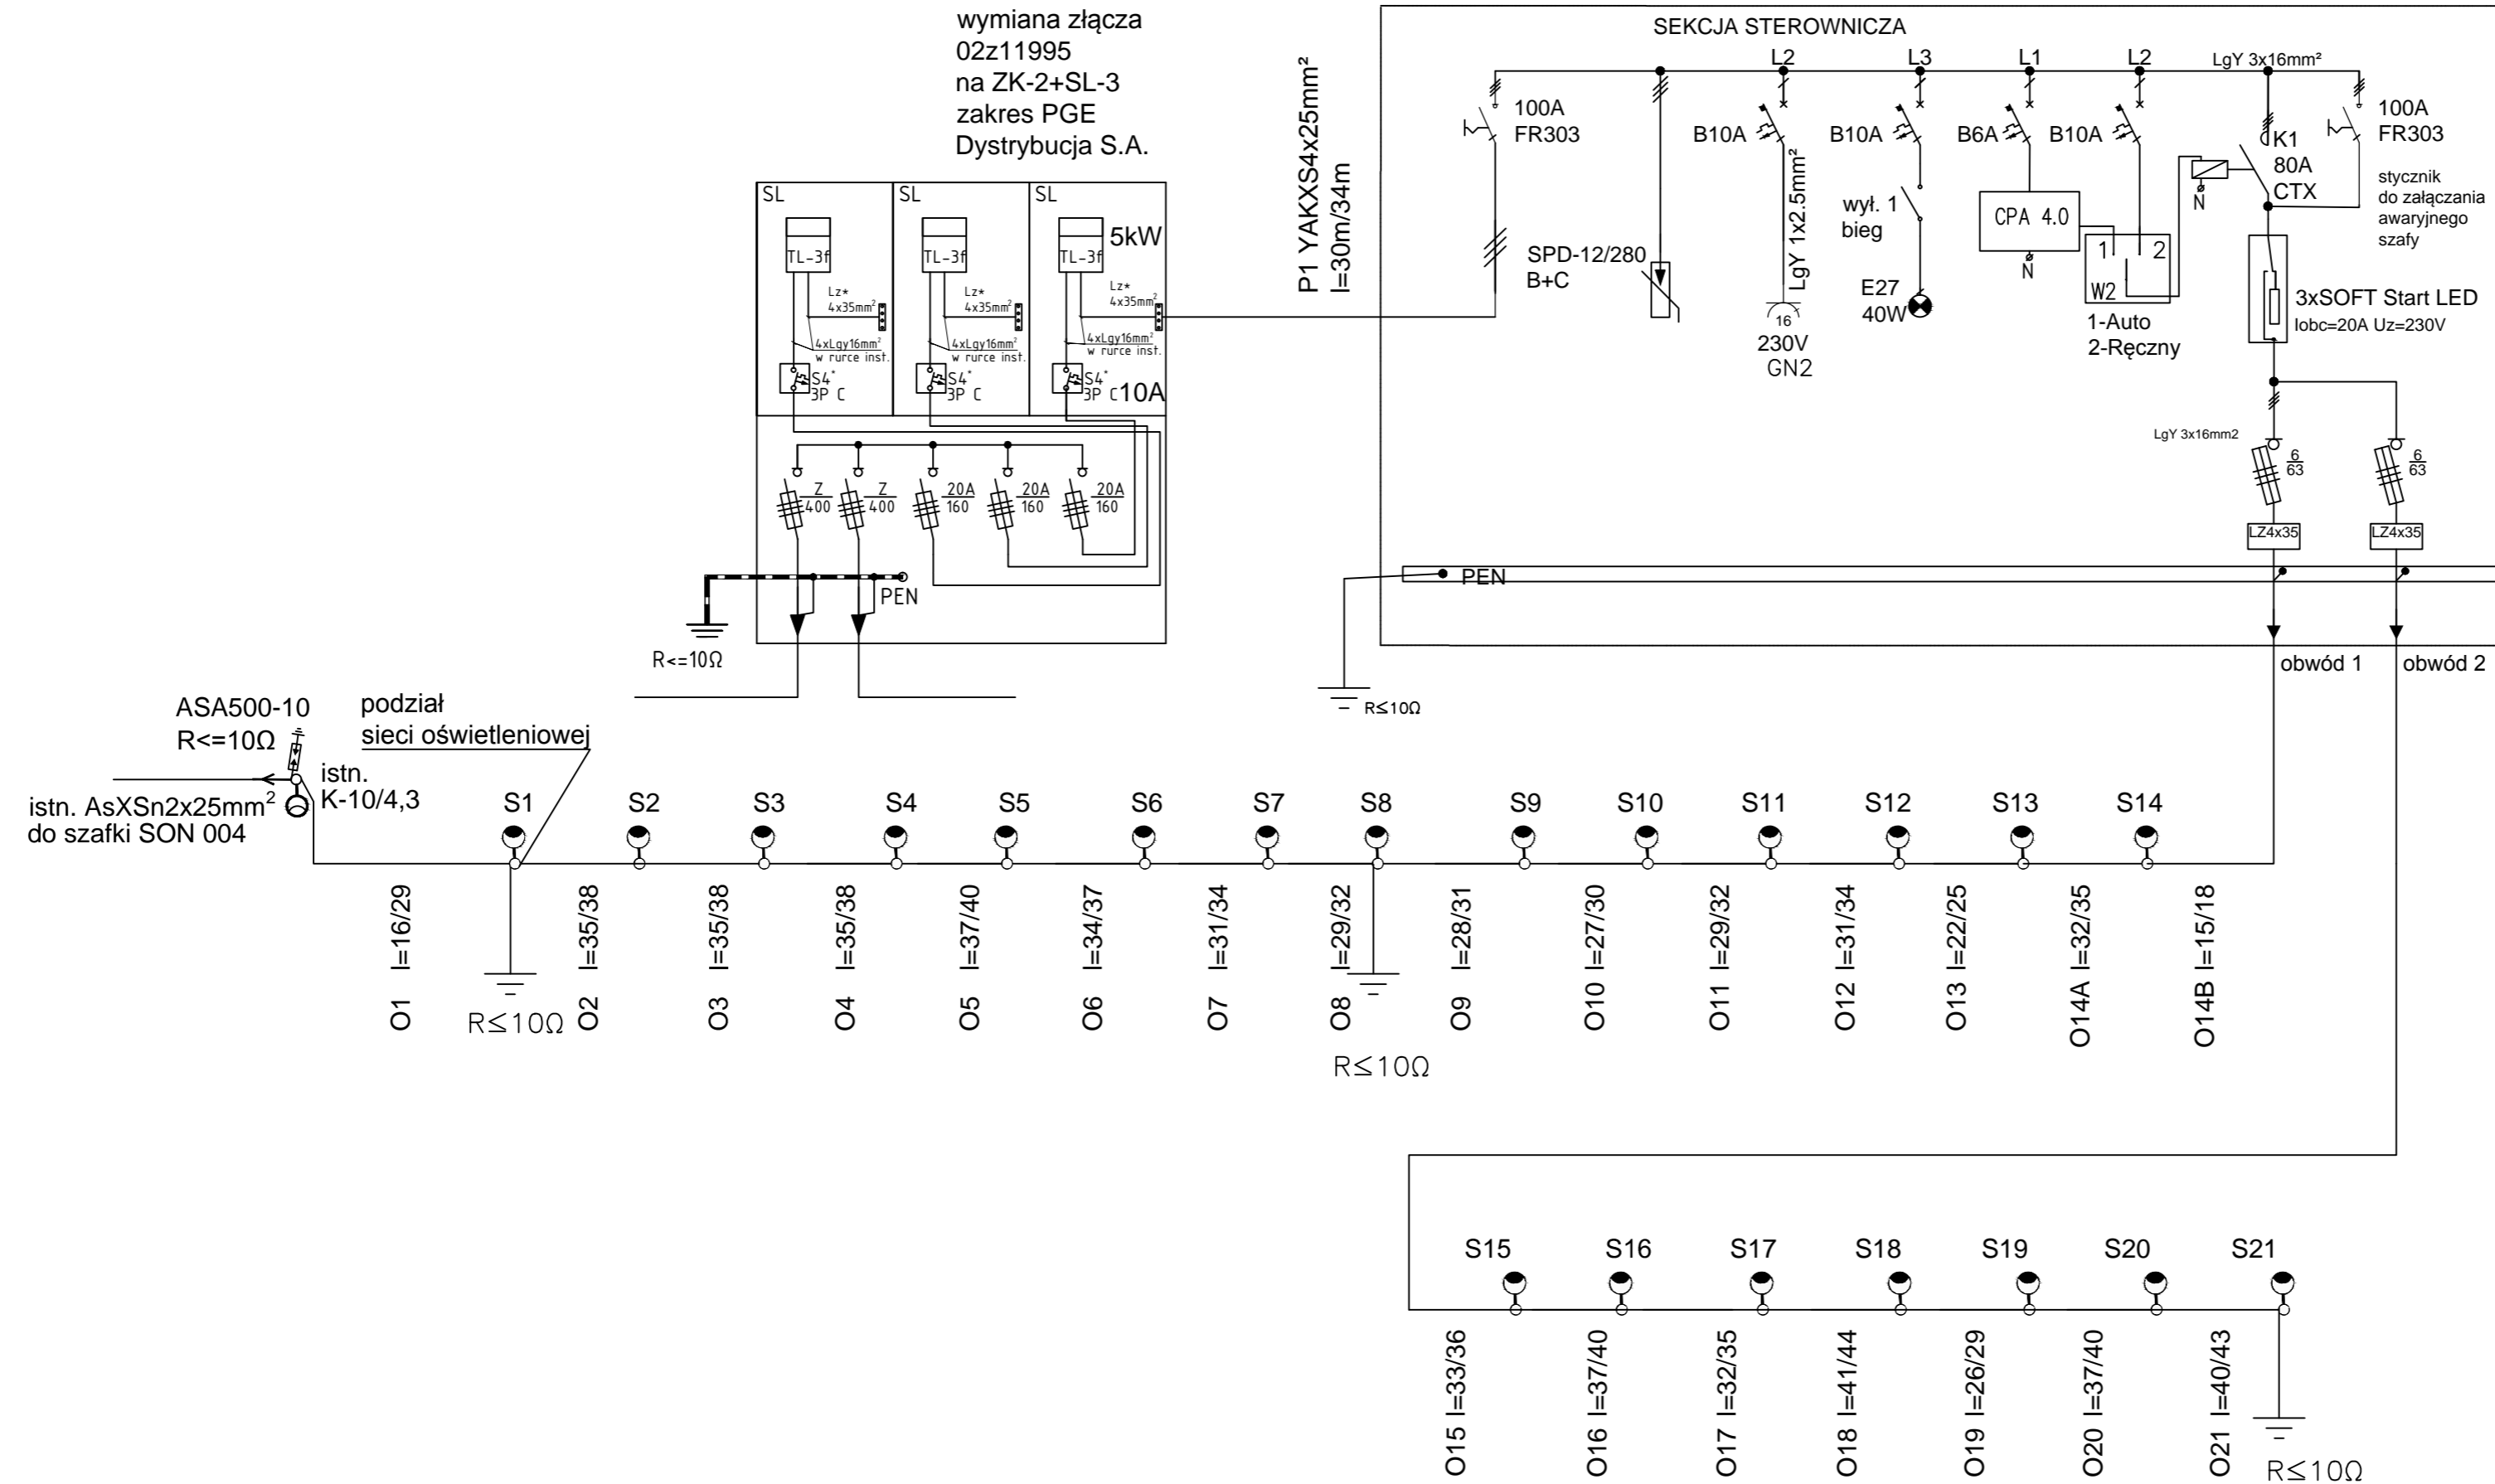 wymiana złącza
02z11995
na ZK-2+SL-3
zakres PGE
Dystrybucja S.A.
SL
SL
SL
TL-3f
TL-3f
TL-3f
5kW
Lz*
4x35mm²
Lz*
4x35mm²
Lz*
4x35mm²
4xLgy16mm²
w rurce inst.
4xLgy16mm²
w rurce inst.
4xLgy16mm²
w rurce inst.
S4*
3P C
S4*
3P C
S4*
3P C 10A
Z
400
Z
400
20A
160
20A
160
20A
160
PEN
R<=10Ω
P1 YAKXS4x25mm²
l=30m/34m
SEKCJA STEROWNICZA
L2
L3
L1
L2
LgY 3x16mm²
100A
FR303
B10A
B10A
B6A
B10A
K1
80A
CTX
100A
FR303
stycznik
do załączania
awaryjnego
szafy
SPD-12/280
B+C
LgY 1x2.5mm²
16
230V
GN2
wył. 1
bieg
E27
40W
CPA 4.0
N
N
1
2
W2
1-Auto
2-Ręczny
3xSOFT Start LED
Iobc=20A Uz=230V
LgY 3x16mm2
6
63
6
63
LZ4x35
LZ4x35
PEN
R≤10Ω
obwód 1
obwód 2
ASA500-10
R<=10Ω
podział
sieci oświetleniowej
istn.
K-10/4,3
istn. AsXSn2x25mm²
do szafki SON 004
S1
S2
S3
S4
S5
S6
S7
S8
S9
S10
S11
S12
S13
S14
O1 l=16/29
O2 l=35/38
O3 l=35/38
O4 l=35/38
O5 l=37/40
O6 l=34/37
O7 l=31/34
O8 l=29/32
O9 l=28/31
O10 l=27/30
O11 l=29/32
O12 l=31/34
O13 l=22/25
O14A l=32/35
O14B l=15/18
R≤10Ω
R≤10Ω
S15
S16
S17
S18
S19
S20
S21
O15 l=33/36
O16 l=37/40
O17 l=32/35
O18 l=41/44
O19 l=26/29
O20 l=37/40
O21 l=40/43
R≤10Ω